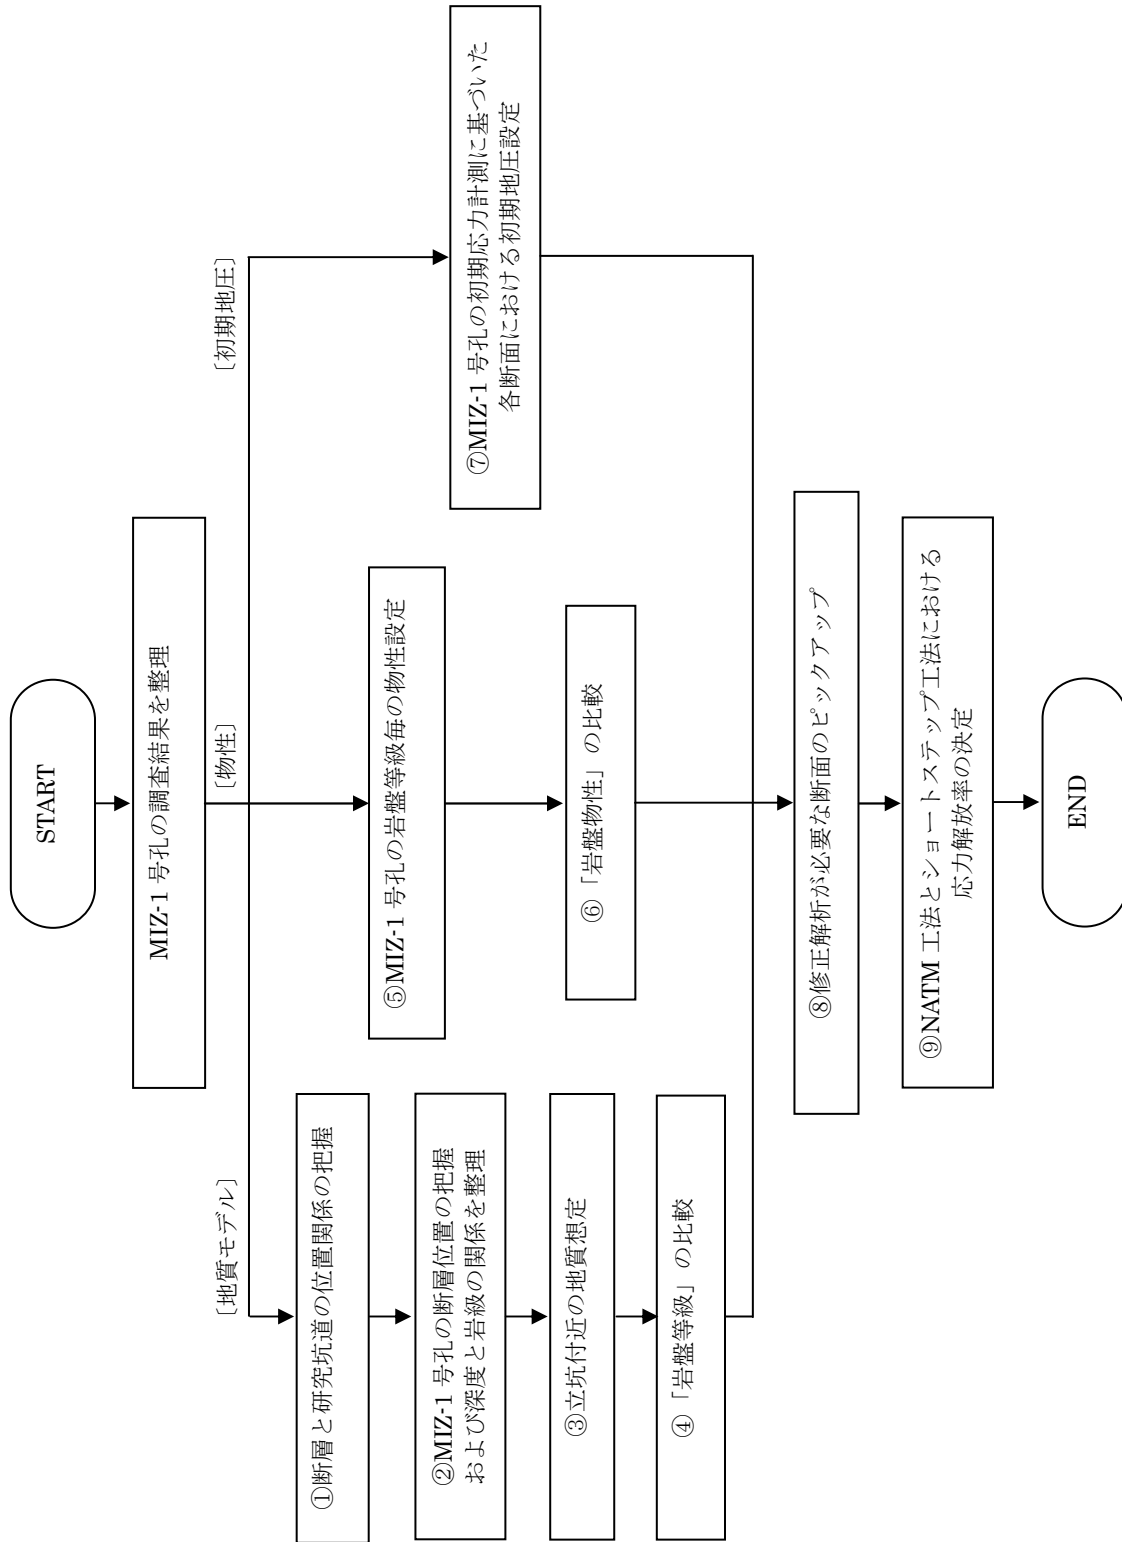 START
MIZ-1 号孔の調査結果を整理
[地質モデル]
[物性]
[初期地圧]
①断層と研究坑道の位置関係の把握
②MIZ-1 号孔の断層位置の把握
および深度と岩級の関係を整理
③立坑付近の地質想定
④「岩盤等級」の比較
⑤MIZ-1 号孔の岩盤等級毎の物性設定
⑥「岩盤物性」の比較
⑦MIZ-1 号孔の初期応力計測に基づいた
各断面における初期地圧設定
⑧修正解析が必要な断面のピックアップ
⑨NATM 工法とショートステップ工法における
応力解放率の決定
END